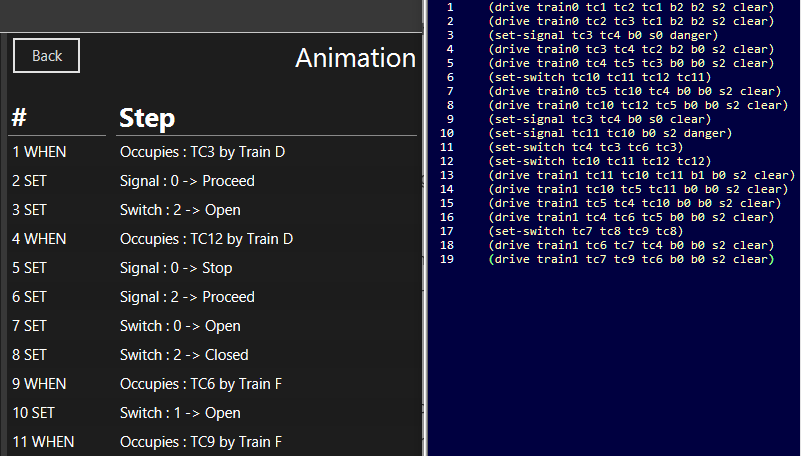 Back
Animation
# Step
1 WHEN Occupies : TC3 by Train D
2 SET Signal : 0 -> Proceed
3 SET Switch : 2 -> Open
4 WHEN Occupies : TC12 by Train D
5 SET Signal : 0 -> Stop
6 SET Signal : 2 -> Proceed
7 SET Switch : 0 -> Open
8 SET Switch : 2 -> Closed
9 WHEN Occupies : TC6 by Train F
10 SET Switch : 1 -> Open
11 WHEN Occupies : TC9 by Train F
1 (drive train0 tc1 tc2 tc1 b2 b2 s2 clear)
2 (drive train0 tc2 tc3 tc1 b2 b2 s2 clear)
3 (set-signal tc3 tc4 b0 s0 danger)
4 (drive train0 tc3 tc4 tc2 b2 b0 s2 clear)
5 (drive train0 tc4 tc5 tc3 b0 b0 s2 clear)
6 (set-switch tc10 tc11 tc12 tc11)
7 (drive train0 tc5 tc10 tc4 b0 b0 s2 clear)
8 (drive train0 tc10 tc12 tc5 b0 b0 s2 clear)
9 (set-signal tc3 tc4 b0 s0 clear)
10 (set-signal tc11 tc10 b0 s2 danger)
11 (set-switch tc4 tc3 tc6 tc3)
12 (set-switch tc10 tc11 tc12 tc12)
13 (drive train1 tc11 tc10 tc11 b1 b0 s2 clear)
14 (drive train1 tc10 tc5 tc11 b0 b0 s2 clear)
15 (drive train1 tc5 tc4 tc10 b0 b0 s2 clear)
16 (drive train1 tc4 tc6 tc5 b0 b0 s2 clear)
17 (set-switch tc7 tc8 tc9 tc8)
18 (drive train1 tc6 tc7 tc4 b0 b0 s2 clear)
19 (drive train1 tc7 tc9 tc6 b0 b0 s2 clear)